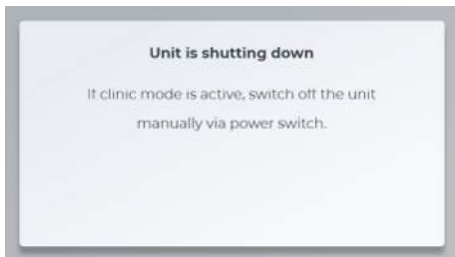 Unit is shutting down
If clinic mode is active, switch off the unit
manually via power switch.